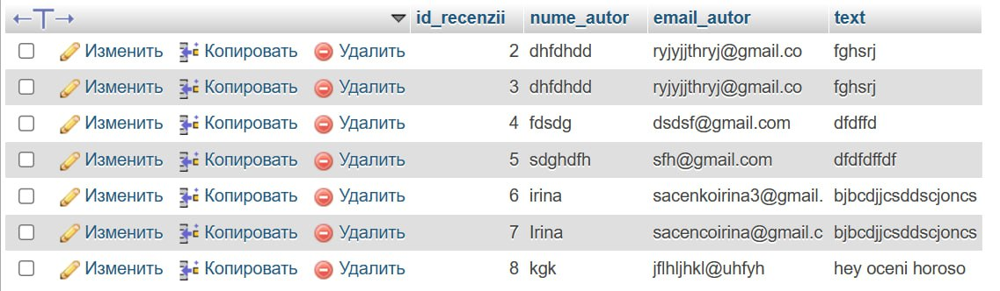 id_recenzii nume_autor email_autor text
Изменить Копировать Удалить 2 dhfdhdd ryjyjjthryj@gmail.co fghsrj
Изменить Копировать Удалить 3 dhfdhdd ryjyjjthryj@gmail.co fghsrj
Изменить Копировать Удалить 4 fdsdg dsdsf@gmail.com dfdffd
Изменить Копировать Удалить 5 sdghdfh sfh@gmail.com dfdfdffdf
Изменить Копировать Удалить 6 irina sacenkoirina3@gmail. bjbcdjjcsddscjoncs
Изменить Копировать Удалить 7 Irina sacencoirina@gmail.c bjbcdjjcsddscjoncs
Изменить Копировать Удалить 8 kgk jflhljhkl@uhfyh hey oceni horoso